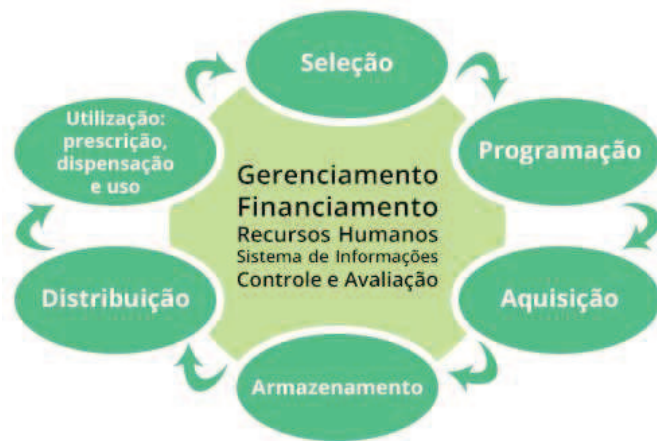 Seleção
Programação
Aquisição
Armazenamento
Distribuição
Utilização:
prescrição,
dispensação
e uso
Gerenciamento
Financiamento
Recursos Humanos
Sistema de Informações
Controle e Avaliação